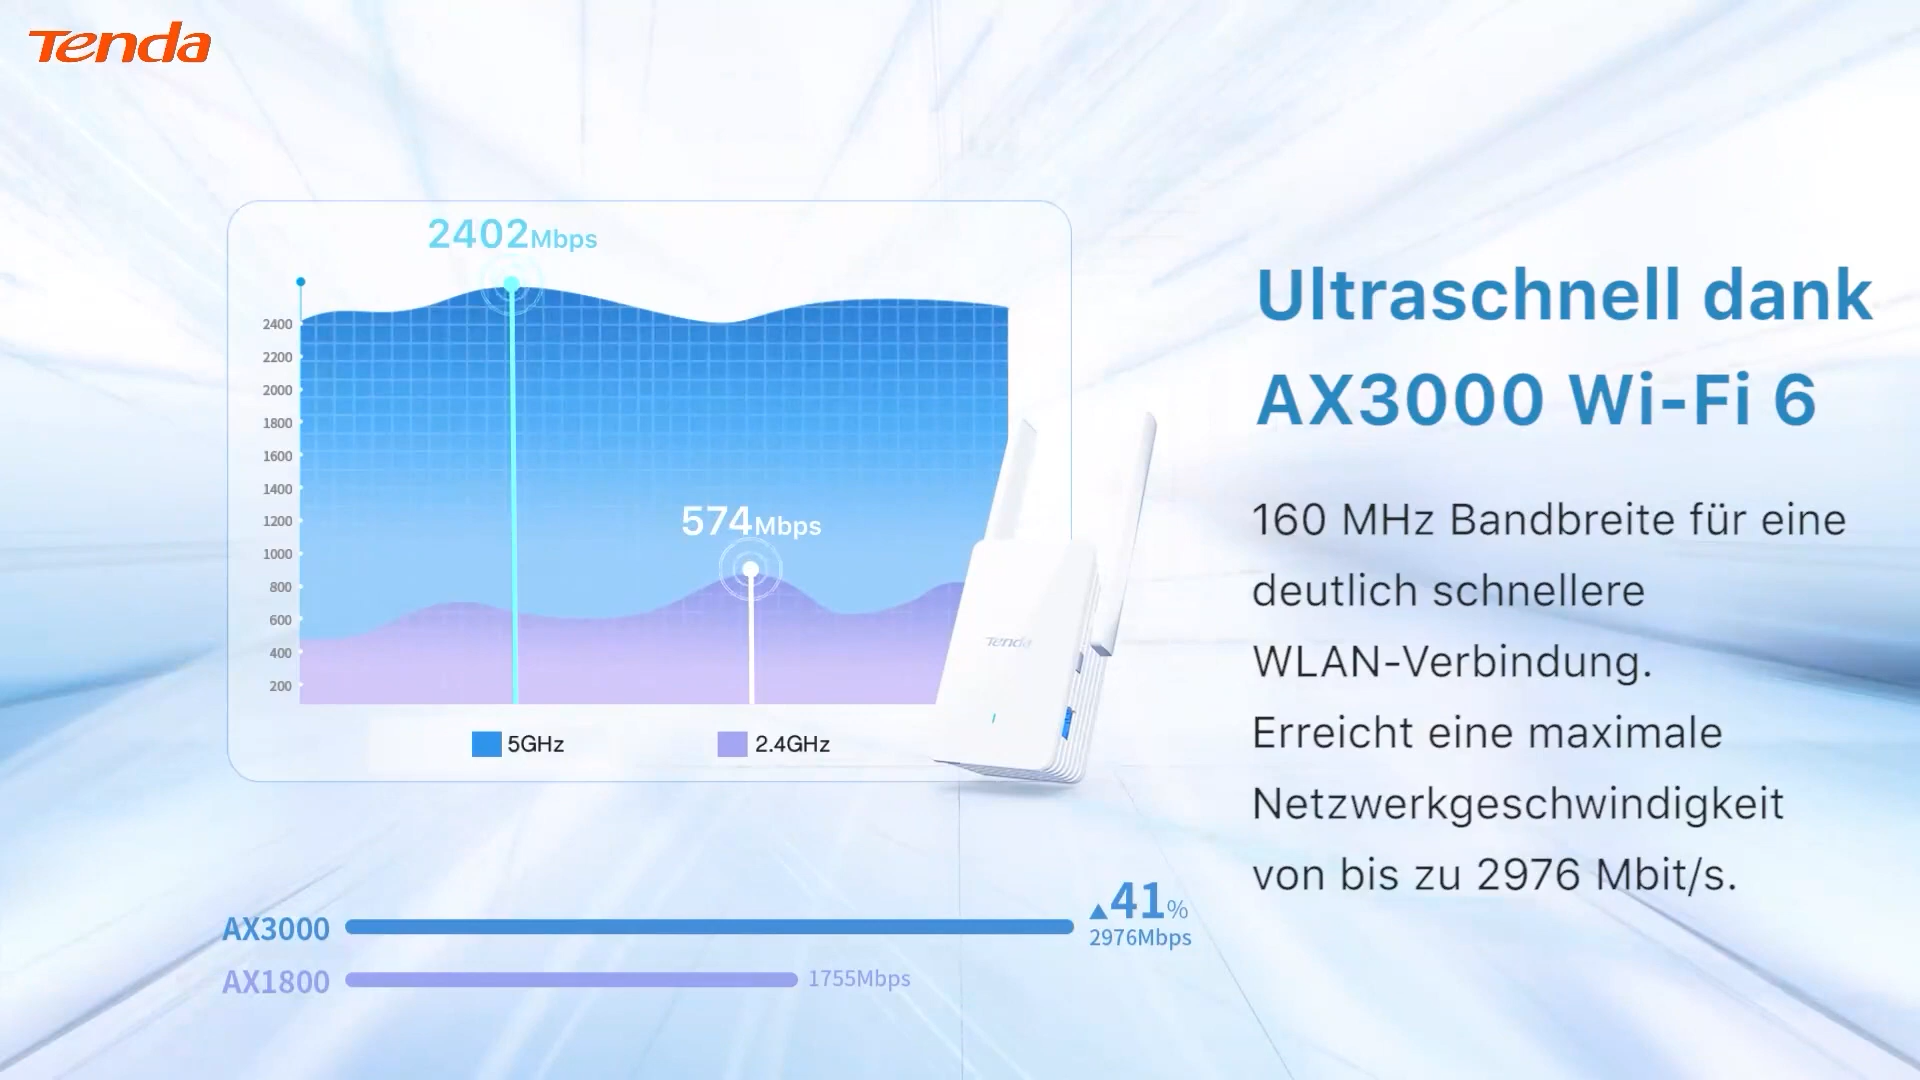 Tenda
2402Mbps
2400
2200
2000
1800
1600
1400
1200
1000
800
600
400
200
574Mbps
Tenda
5GHz
2.4GHz
Ultraschnell dank
AX3000 Wi-Fi 6
160 MHz Bandbreite für eine
deutlich schnellere
WLAN-Verbindung.
Erreicht eine maximale
Netzwerkgeschwindigkeit
von bis zu 2976 Mbit/s.
AX3000
▲41%
2976Mbps
AX1800
1755Mbps